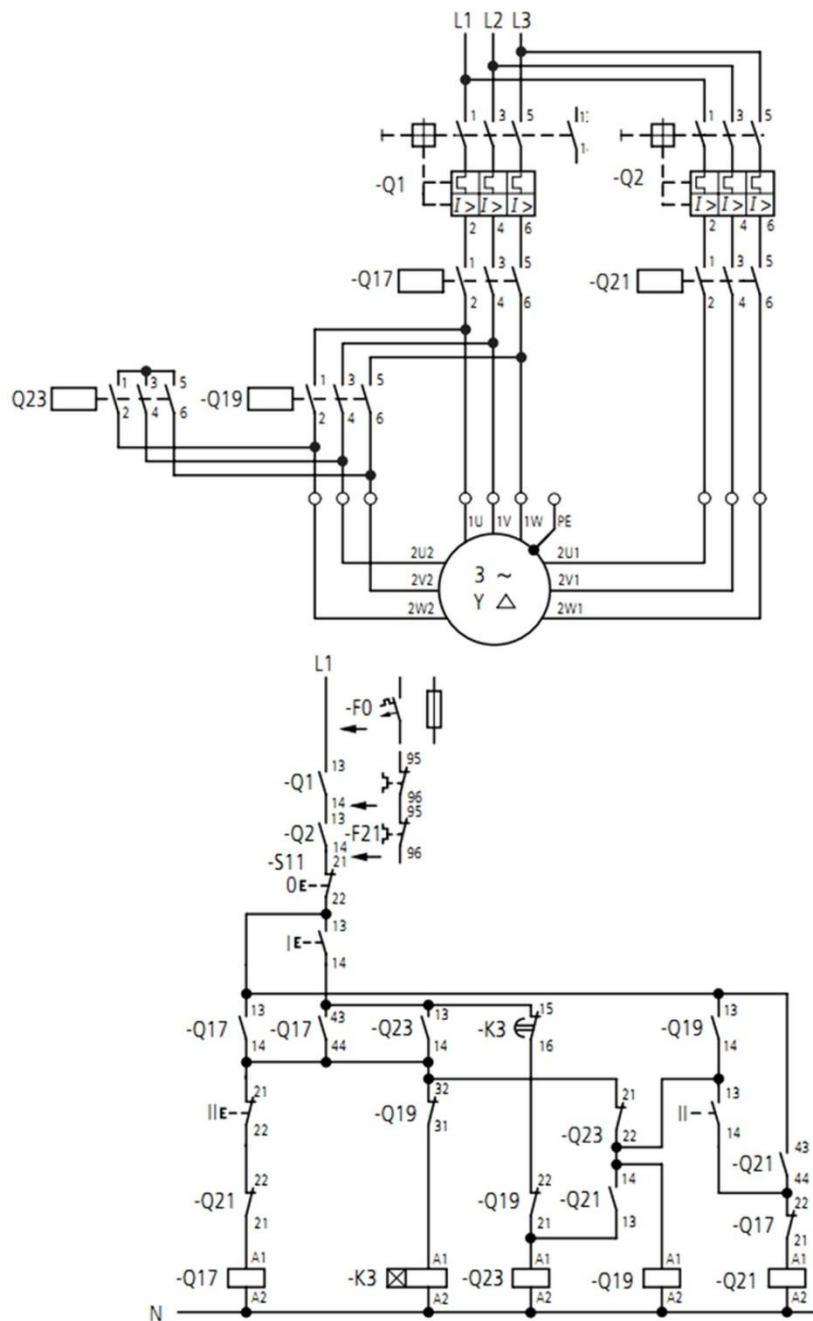 L1 L2 L3
1 3 5 13 1 3 5
-Q1 I> I> I> -Q2 I> I> I>
2 4 6 2 4 6
1 3 5 1 3 5
-Q17 -Q21
2 4 6 2 4 6
1 3 5 1 3 5
Q23 -Q19
2 4 6 2 4 6
1U 1V 1W PE
2U2 2U1
3 ~
2V2 2V1
Y △
2W2 2W1
L1
-F0
13 95
-Q1
14 96
13 95
-Q2 -F21
14 96
-S11 21
0 E
22
13
I E
14
13 43 13 15 13
-Q17 -Q17 -Q23 -K3 -Q19
14 44 14 16 14
21 32 21 13
II E -Q19 -Q23 II
22 31 22 14
43
-Q21
44
22 22 14 22
-Q21 -Q19 -Q21 -Q17
21 21 13 21
A1 A1 A1 A1 A1
-Q17 -K3 -Q23 -Q19 -Q21
A2 A2 A2 A2 A2
N